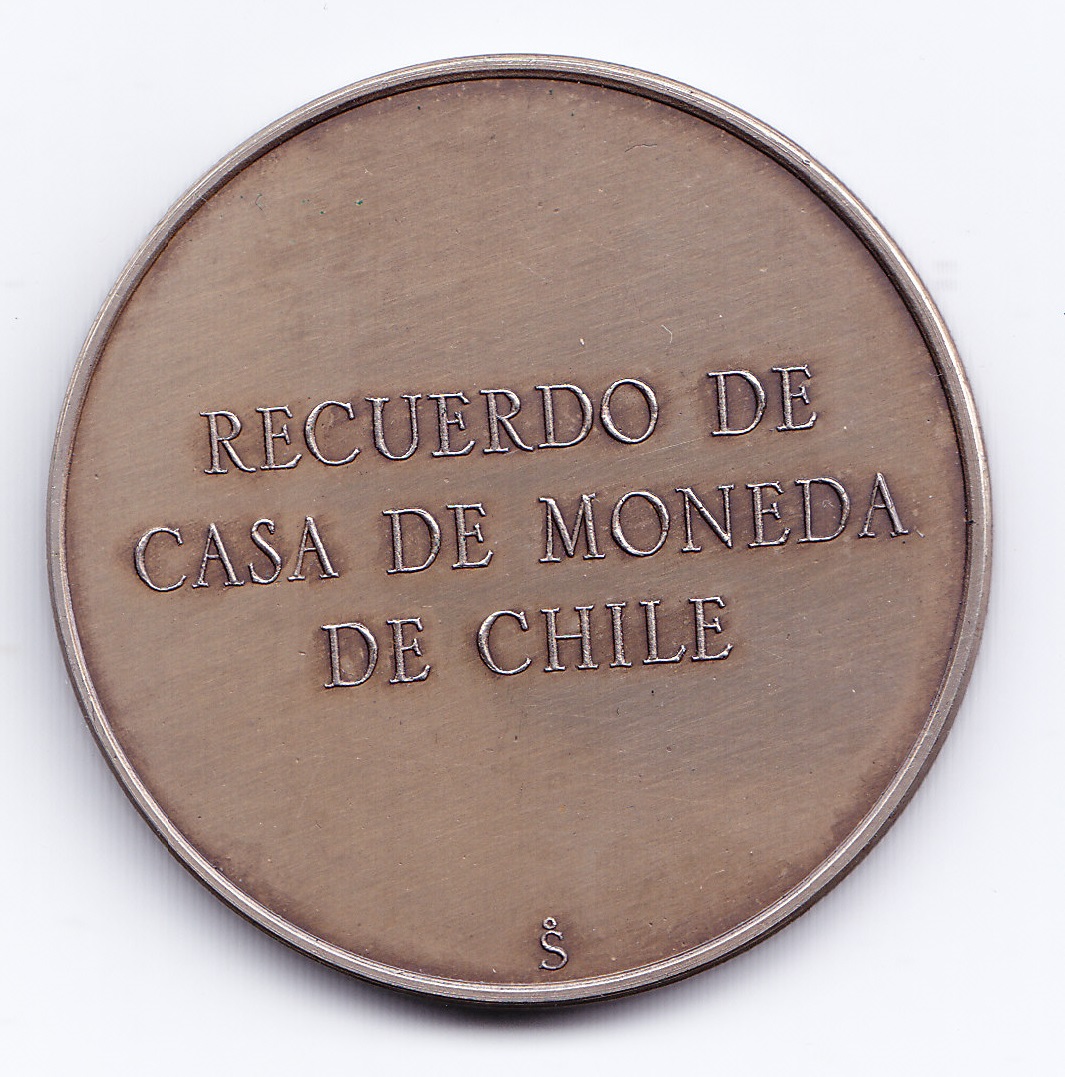 RECUERDO DE
CASA DE MONEDA
DE CHILE
S̊